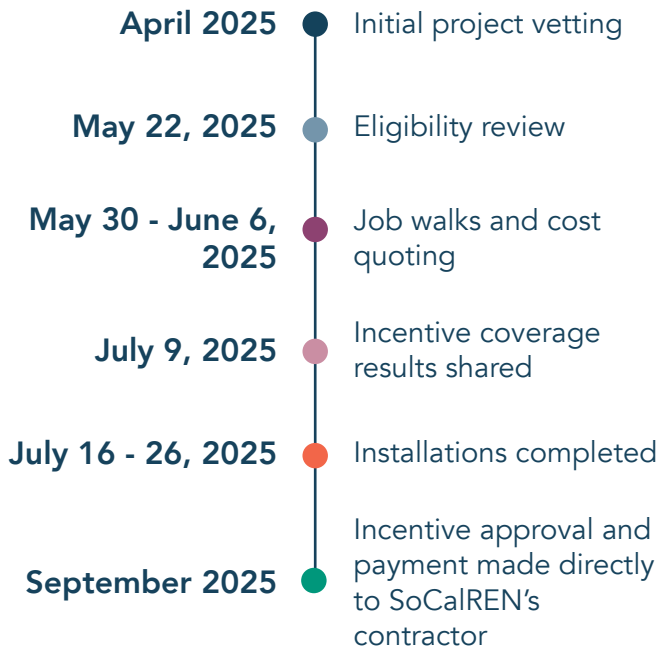 April 2025
Initial project vetting
May 22, 2025
Eligibility review
May 30 - June 6,
2025
Job walks and cost
quoting
July 9, 2025
Incentive coverage
results shared
July 16 - 26, 2025
Installations completed
September 2025
Incentive approval and
payment made directly
to SoCalREN’s
contractor